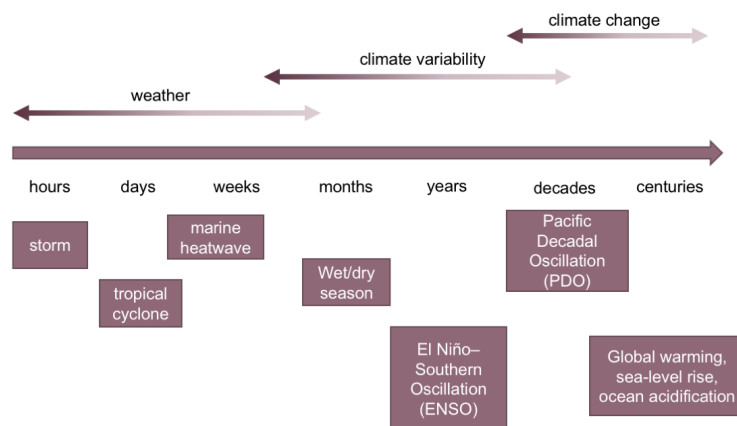 climate change
climate variability
weather
hours days weeks months years decades centuries
storm
tropical
cyclone
marine
heatwave
Wet/dry
season
El Niño–
Southern
Oscillation
(ENSO)
Pacific
Decadal
Oscillation
(PDO)
Global warming,
sea-level rise,
ocean acidification